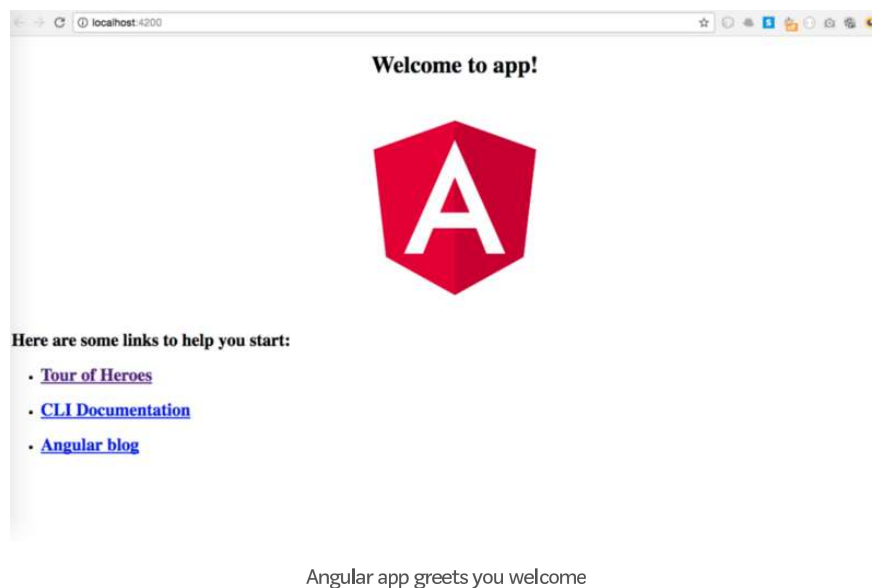 localhost:4200
Welcome to app!
A
Here are some links to help you start:
Tour of Heroes
CLI Documentation
Angular blog
Angular app greets you welcome